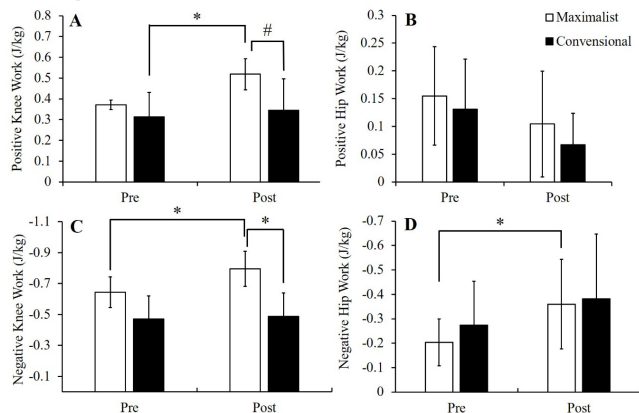 A
Positive Knee Work (J/kg)
0.8
0.7
0.6
0.5
0.4
0.3
0.2
0.1
0
*
#
Pre
Post
B
Positive Hip Work (J/kg)
0.3
0.25
0.2
0.15
0.1
0.05
0
Maximalist
Convensional
Pre
Post
C
Negative Knee Work (J/kg)
-1.1
-0.9
-0.7
-0.5
-0.3
-0.1
*
*
Pre
Post
D
Negative Hip Work (J/kg)
-0.7
-0.6
-0.5
-0.4
-0.3
-0.2
-0.1
0
*
Pre
Post